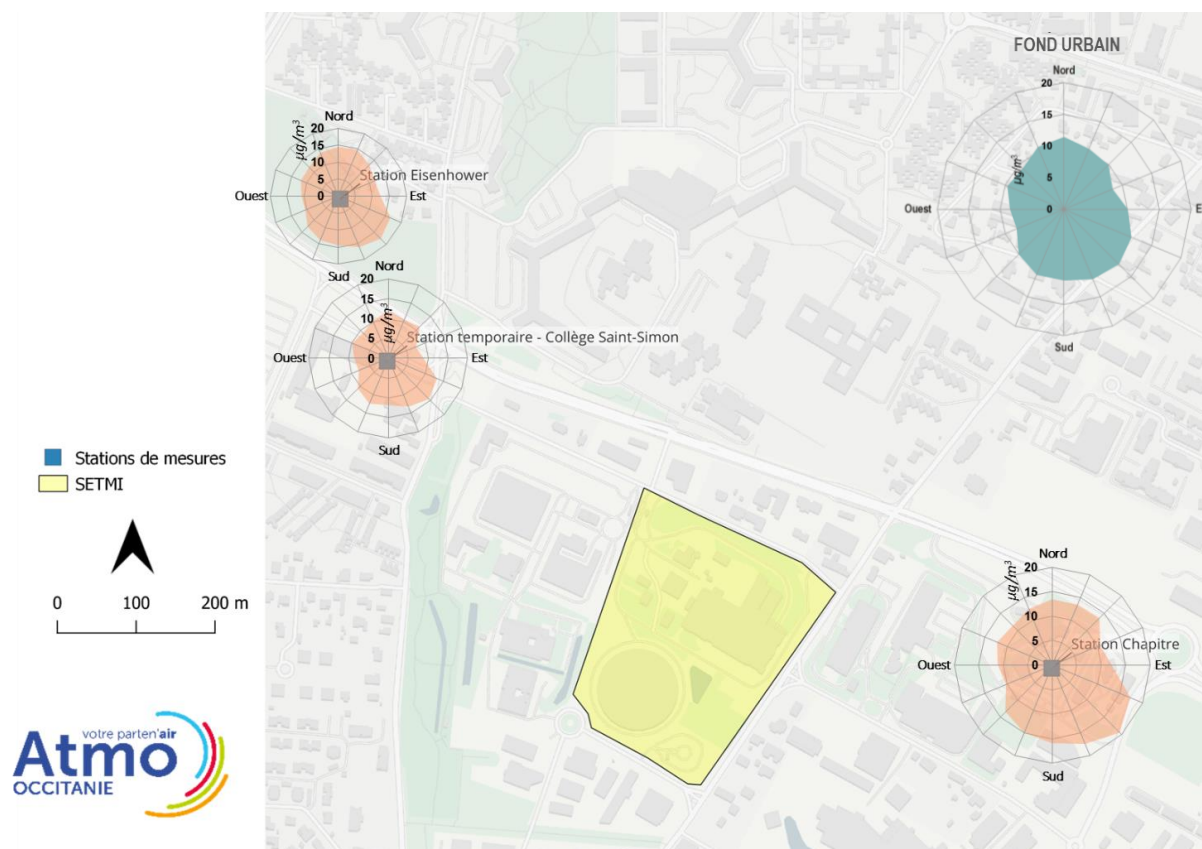 FOND URBAIN
Nord
20
15
10
5
0
µg/m³
Ouest
E
Sud
Nord
µg/m³
20
15
10
5
0
Station Eisenhower
Ouest
Est
Sud
Nord
20
15
10
5
0
µg/m³
Station temporaire - Collège Saint-Simon
Ouest
Est
Sud
Stations de mesures
SETMI
0 100 200 m
Nord
µg/m³
20
15
10
5
0
Station Chapitre
Ouest
Est
Sud
votre parten'air
Atmo
OCCITANIE